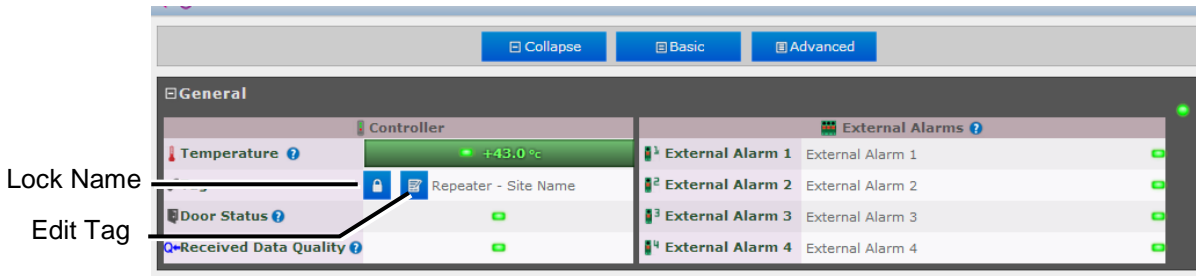 Collapse Basic Advanced
General
Controller External Alarms
Temperature +43.0 °c External Alarm 1 External Alarm 1
Lock Name Repeater - Site Name External Alarm 2 External Alarm 2
Edit Tag Door Status External Alarm 3 External Alarm 3
Received Data Quality External Alarm 4 External Alarm 4